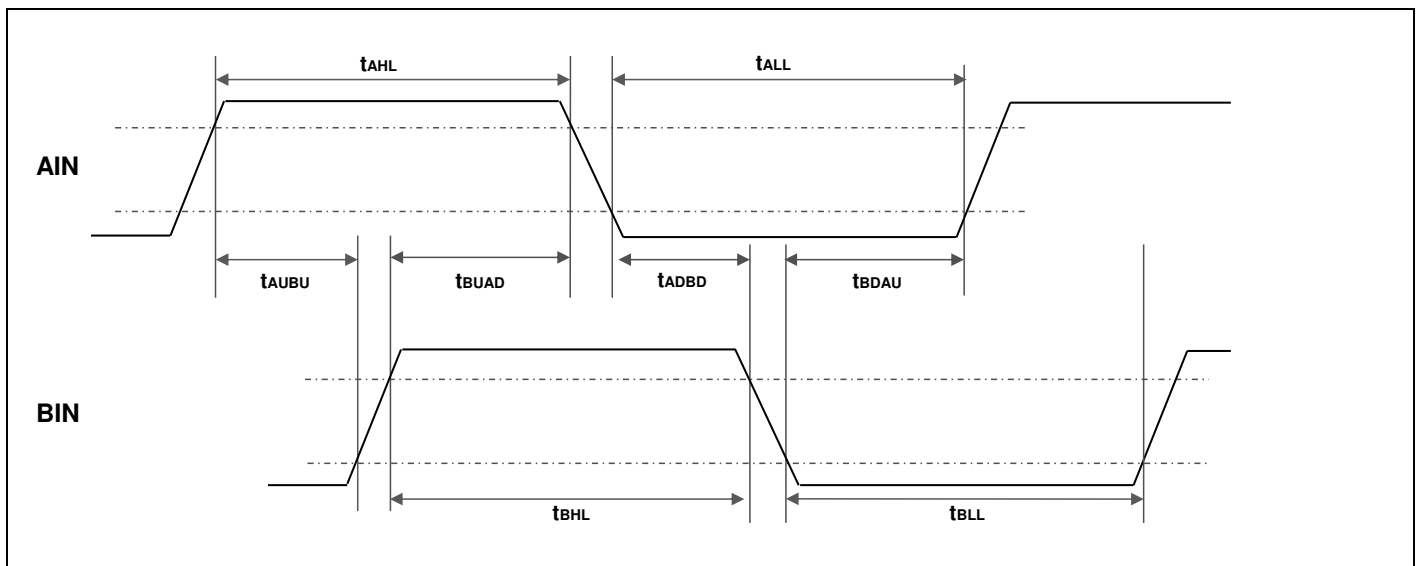 tAHL tALL
AIN
tAUBU tBUAD tADBD tBDAU
BIN
tBHL tBLL